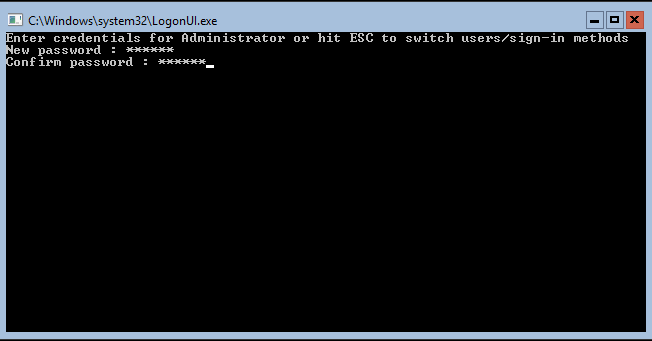 C:\Windows\system32\LogonUI.exe
Enter credentials for Administrator or hit ESC to switch users/sign-in methods
New password : ******
Confirm password : ******